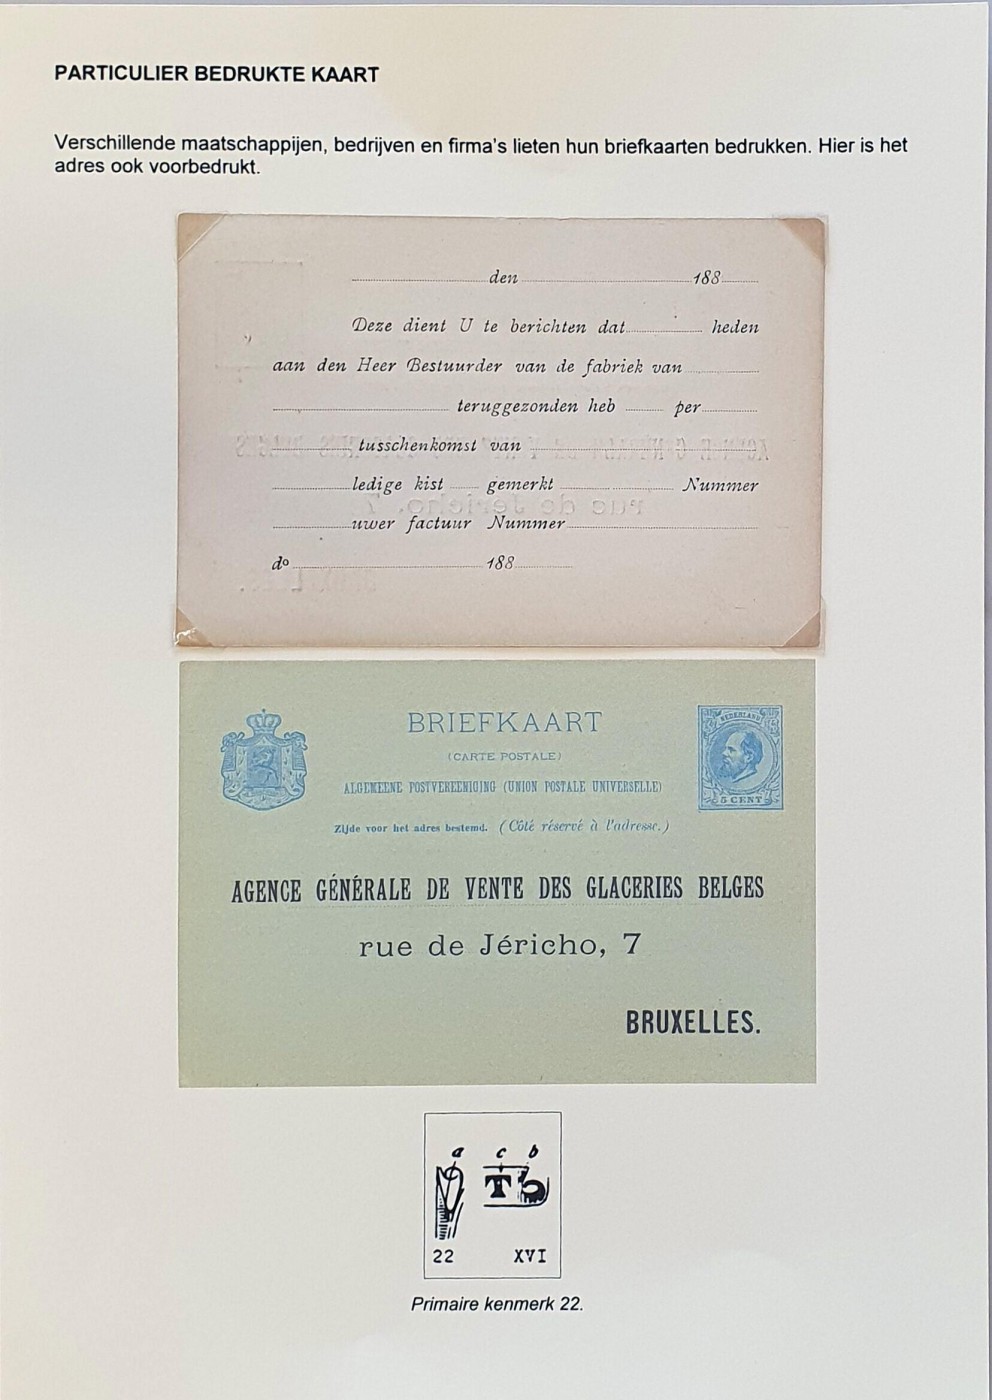 PARTICULIER BEDRUKTE KAART
Verschillende maatschappijen, bedrijven en firma's lieten hun briefkaarten bedrukken. Hier is het
adres ook voorbedrukt.
den 188
Deze dient U te berichten dat heden
aan den Heer Bestuurder van de fabriek van
teruggezonden heb per
tusschenkomst van
ledige kist gemerkt Nummer
uwer factuur Nummer
do 188
BRIEFKAART
(CARTE POSTALE)
ALGEMEENE POSTVEREENIGING (UNION POSTALE UNIVERSELLE)
Zijde voor het adres bestemd. (Côté réservé à l'adresse.)
NEDERLAND
5 CENT
AGENCE GÉNÉRALE DE VENTE DES GLACERIES BELGES
rue de Jéricho, 7
BRUXELLES.
a c b
T 5
22 XVI
Primaire kenmerk 22.